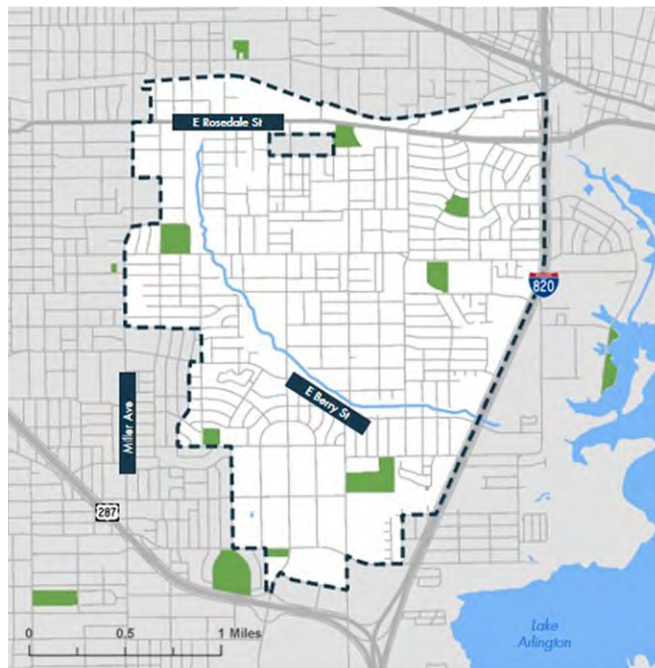 E Rosedale St
820
E Berry St
Miller Ave
287
0 0.5 1 Miles
Lake
Arlington